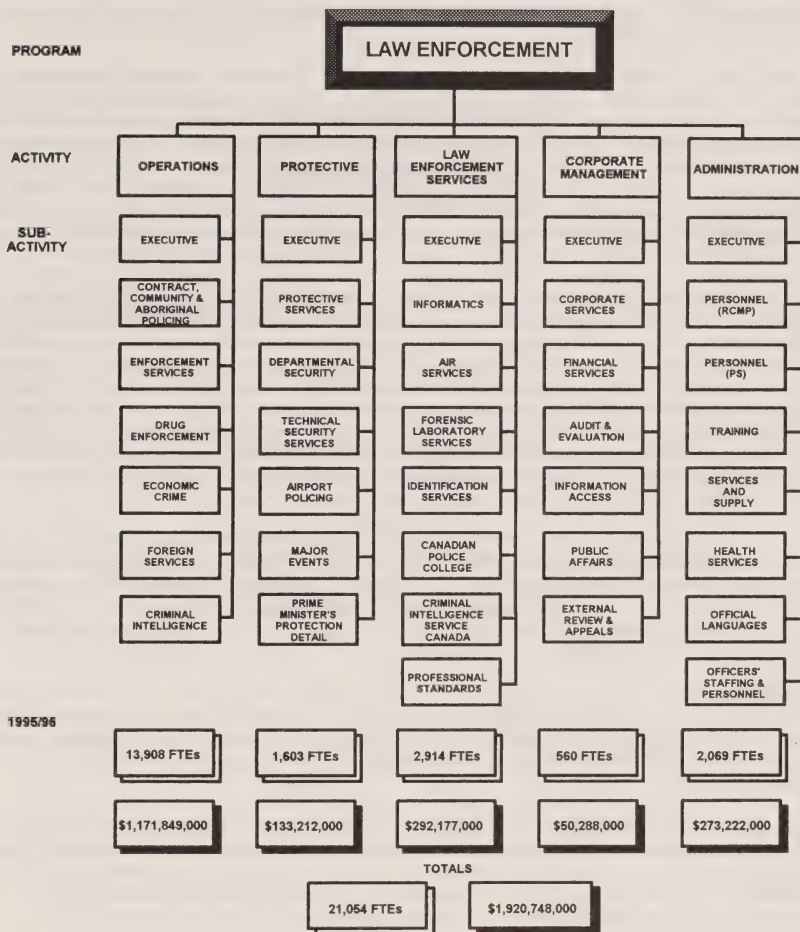 PROGRAM
LAW ENFORCEMENT
ACTIVITY
OPERATIONS
PROTECTIVE
LAW
ENFORCEMENT
SERVICES
CORPORATE
MANAGEMENT
ADMINISTRATION
SUB-
ACTIVITY
EXECUTIVE
EXECUTIVE
EXECUTIVE
EXECUTIVE
EXECUTIVE
CONTRACT,
COMMUNITY &
ABORIGINAL
POLICING
PROTECTIVE
SERVICES
INFORMATICS
CORPORATE
SERVICES
PERSONNEL
(RCMP)
ENFORCEMENT
SERVICES
DEPARTMENTAL
SECURITY
AIR
SERVICES
FINANCIAL
SERVICES
PERSONNEL
(PS)
DRUG
ENFORCEMENT
TECHNICAL
SECURITY
SERVICES
FORENSIC
LABORATORY
SERVICES
AUDIT &
EVALUATION
TRAINING
ECONOMIC
CRIME
AIRPORT
POLICING
IDENTIFICATION
SERVICES
INFORMATION
ACCESS
SERVICES
AND
SUPPLY
FOREIGN
SERVICES
MAJOR
EVENTS
CANADIAN
POLICE
COLLEGE
PUBLIC
AFFAIRS
HEALTH
SERVICES
CRIMINAL
INTELLIGENCE
PRIME
MINISTER'S
PROTECTION
DETAIL
CRIMINAL
INTELLIGENCE
SERVICE
CANADA
EXTERNAL
REVIEW &
APPEALS
OFFICIAL
LANGUAGES
PROFESSIONAL
STANDARDS
OFFICERS'
STAFFING &
PERSONNEL
1995/96
13,908 FTEs
1,603 FTEs
2,914 FTEs
560 FTEs
2,069 FTEs
$1,171,849,000
$133,212,000
$292,177,000
$50,288,000
$273,222,000
TOTALS
21,054 FTEs
$1,920,748,000